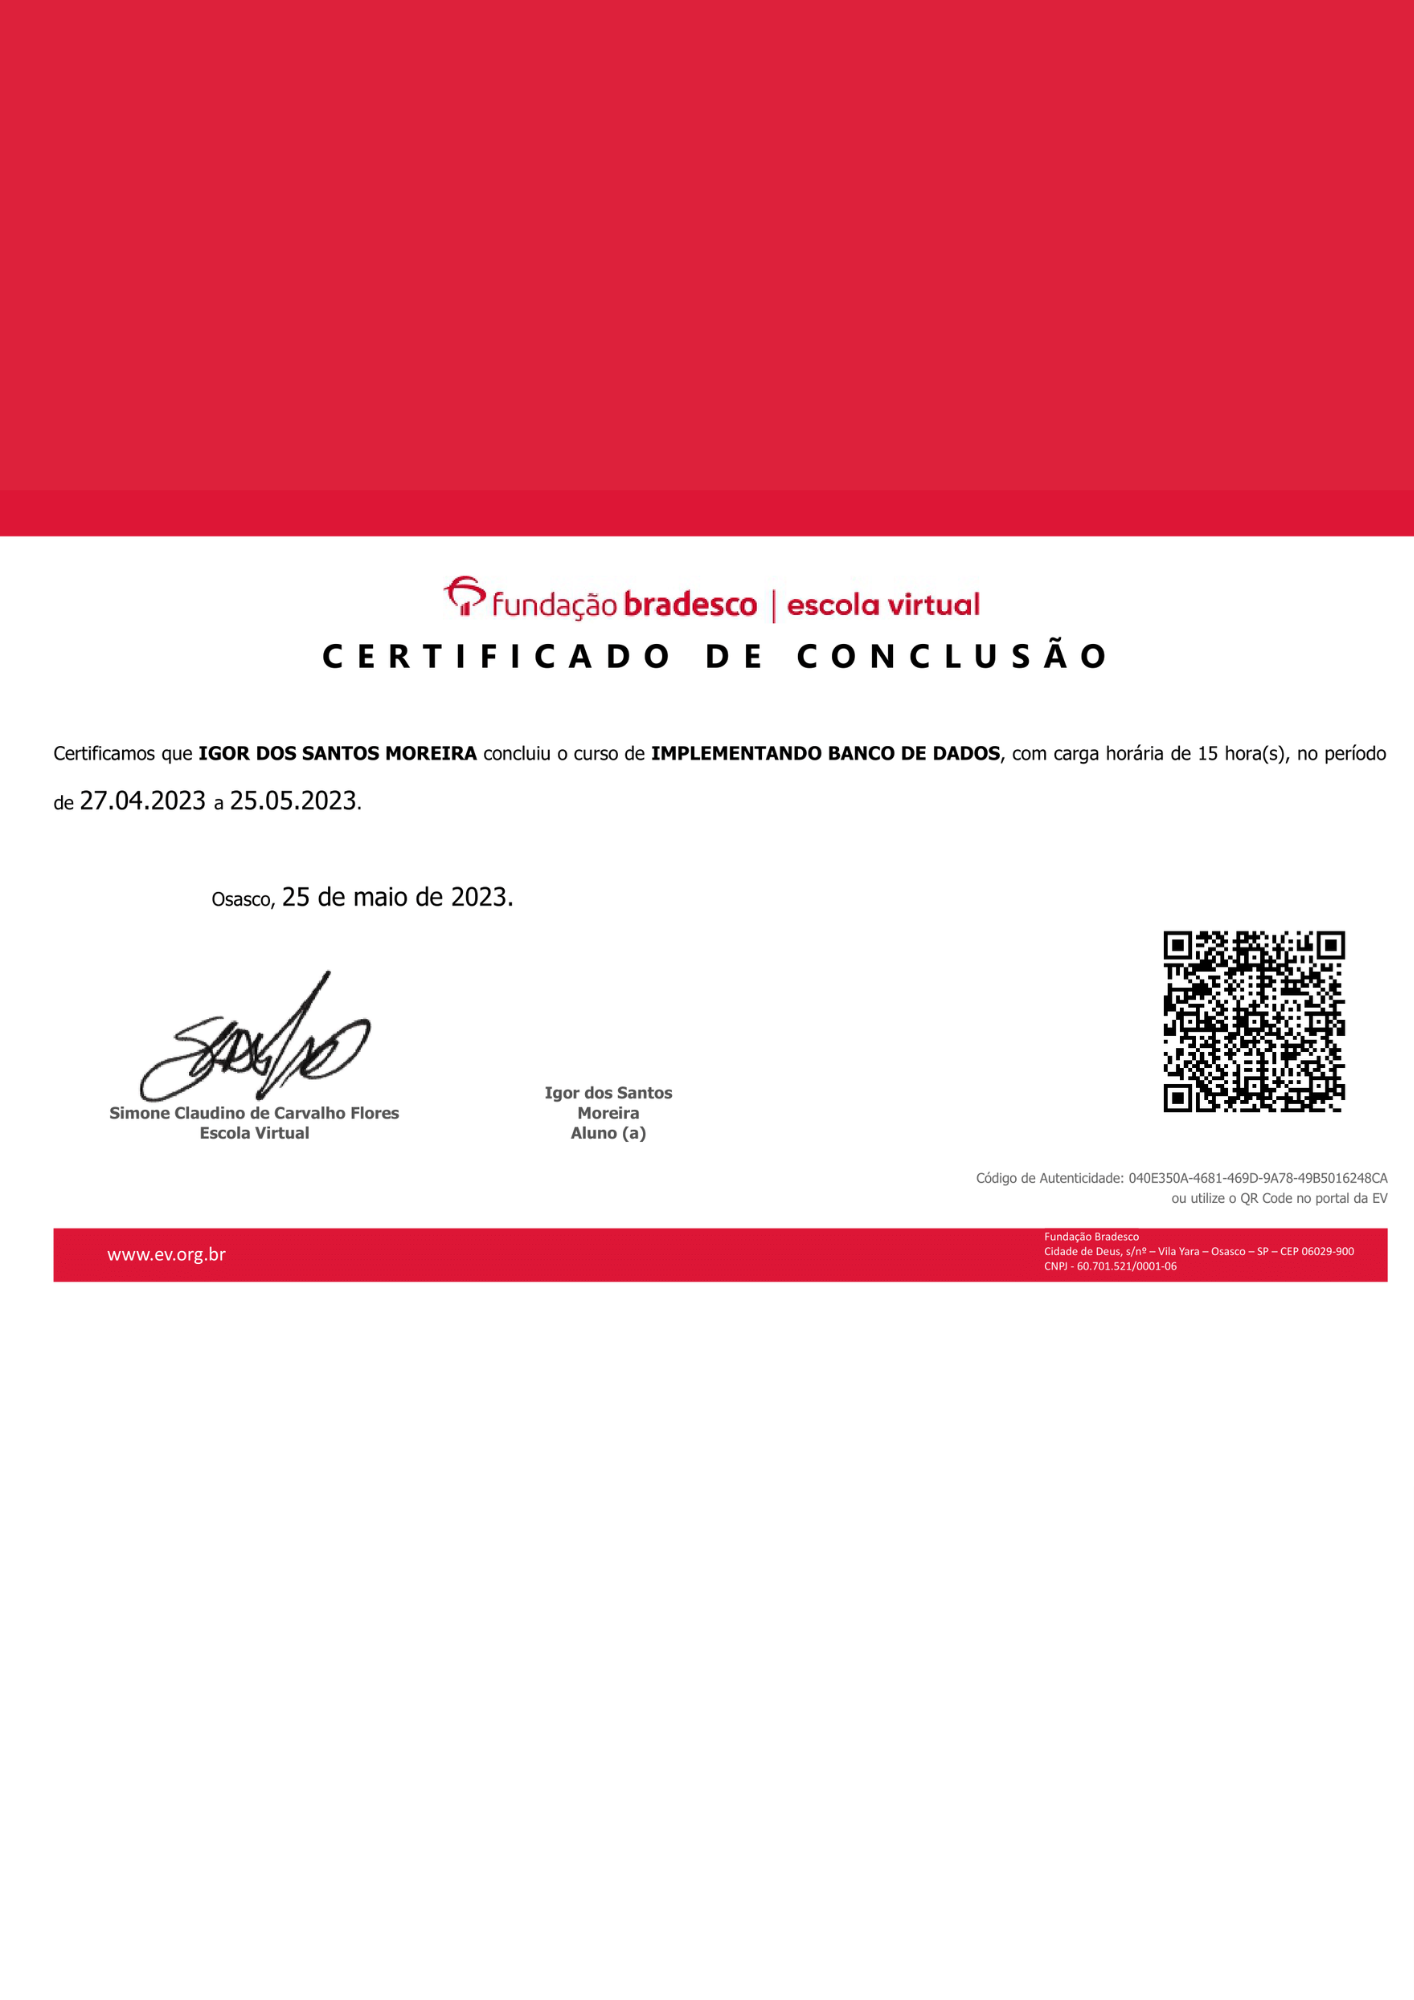 fundação bradesco | escola virtual
CERTIFICADO DE CONCLUSÃO
Certificamos que IGOR DOS SANTOS MOREIRA concluiu o curso de IMPLEMENTANDO BANCO DE DADOS, com carga horária de 15 hora(s), no período
de 27.04.2023 a 25.05.2023.
Osasco, 25 de maio de 2023.
Simone Claudino de Carvalho Flores
Escola Virtual
Igor dos Santos
Moreira
Aluno (a)
Código de Autenticidade: 040E350A-4681-469D-9A78-49B5016248CA
ou utilize o QR Code no portal da EV
www.ev.org.br
Fundação Bradesco
Cidade de Deus, s/nº – Vila Yara – Osasco – SP – CEP 06029-900
CNPJ - 60.701.521/0001-06